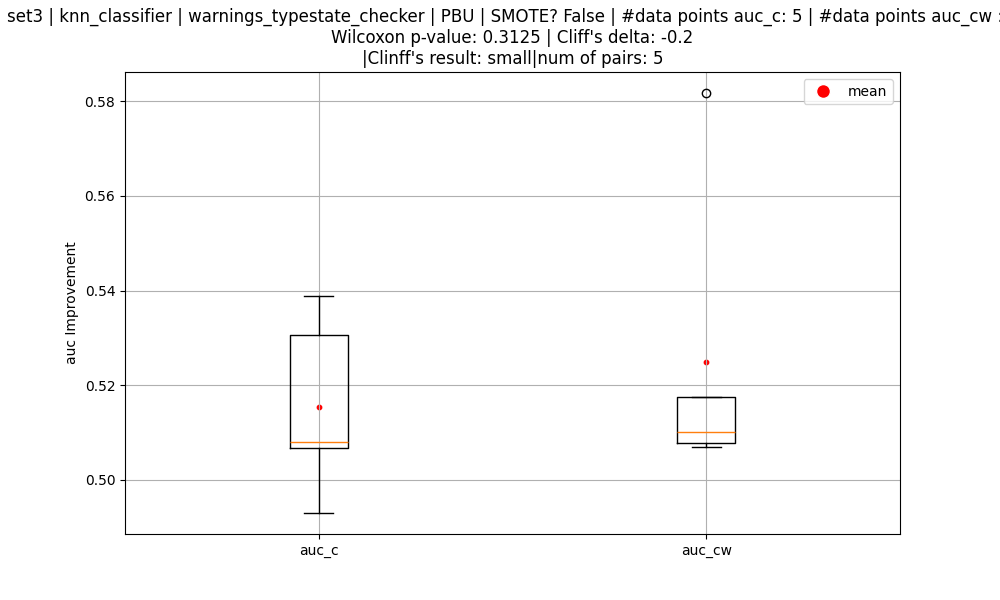 set3 | knn_classifier | warnings_typestate_checker | PBU | SMOTE? False | #data points auc_c: 5 | #data points auc_cw :
Wilcoxon p-value: 0.3125 | Cliff's delta: -0.2
|Clinff's result: small|num of pairs: 5
mean
auc Improvement
0.58
0.56
0.54
0.52
0.50
auc_c
auc_cw